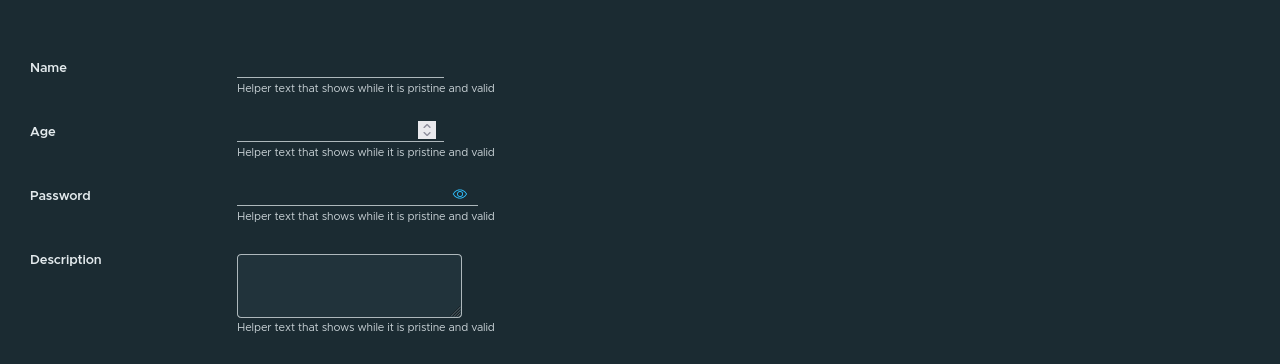 Name
Helper text that shows while it is pristine and valid
Age
Helper text that shows while it is pristine and valid
Password
Helper text that shows while it is pristine and valid
Description
Helper text that shows while it is pristine and valid